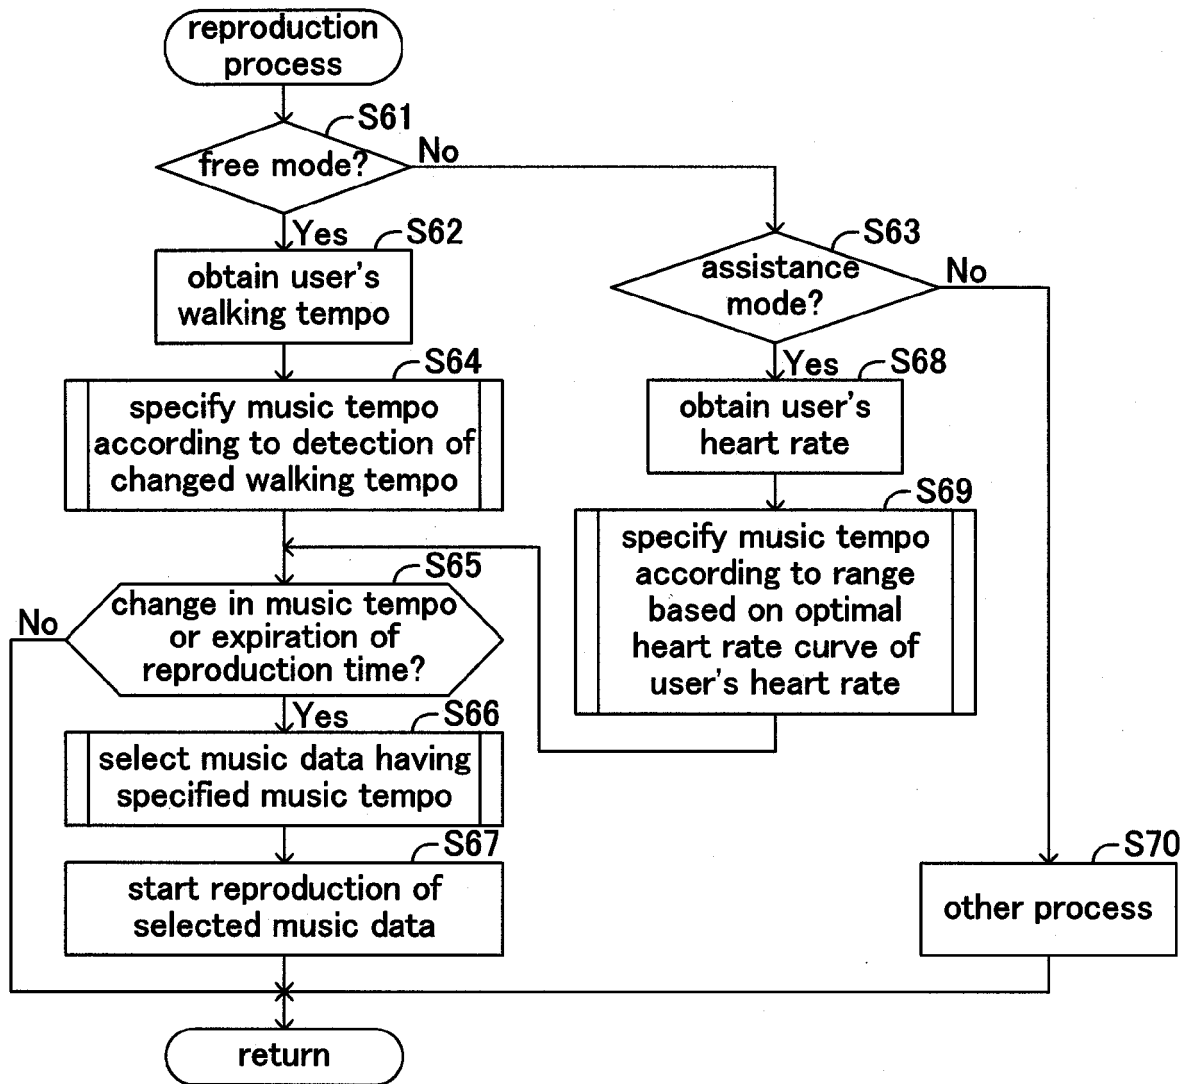 reproduction
process
S61
free mode?
No
Yes
S62
obtain user's
walking tempo
S63
assistance
mode?
No
Yes
S64
specify music tempo
according to detection of
changed walking tempo
S68
obtain user's
heart rate
S69
specify music tempo
according to range
based on optimal
heart rate curve of
user's heart rate
S65
change in music tempo
or expiration of
reproduction time?
No
Yes
S66
select music data having
specified music tempo
S67
start reproduction of
selected music data
S70
other process
return